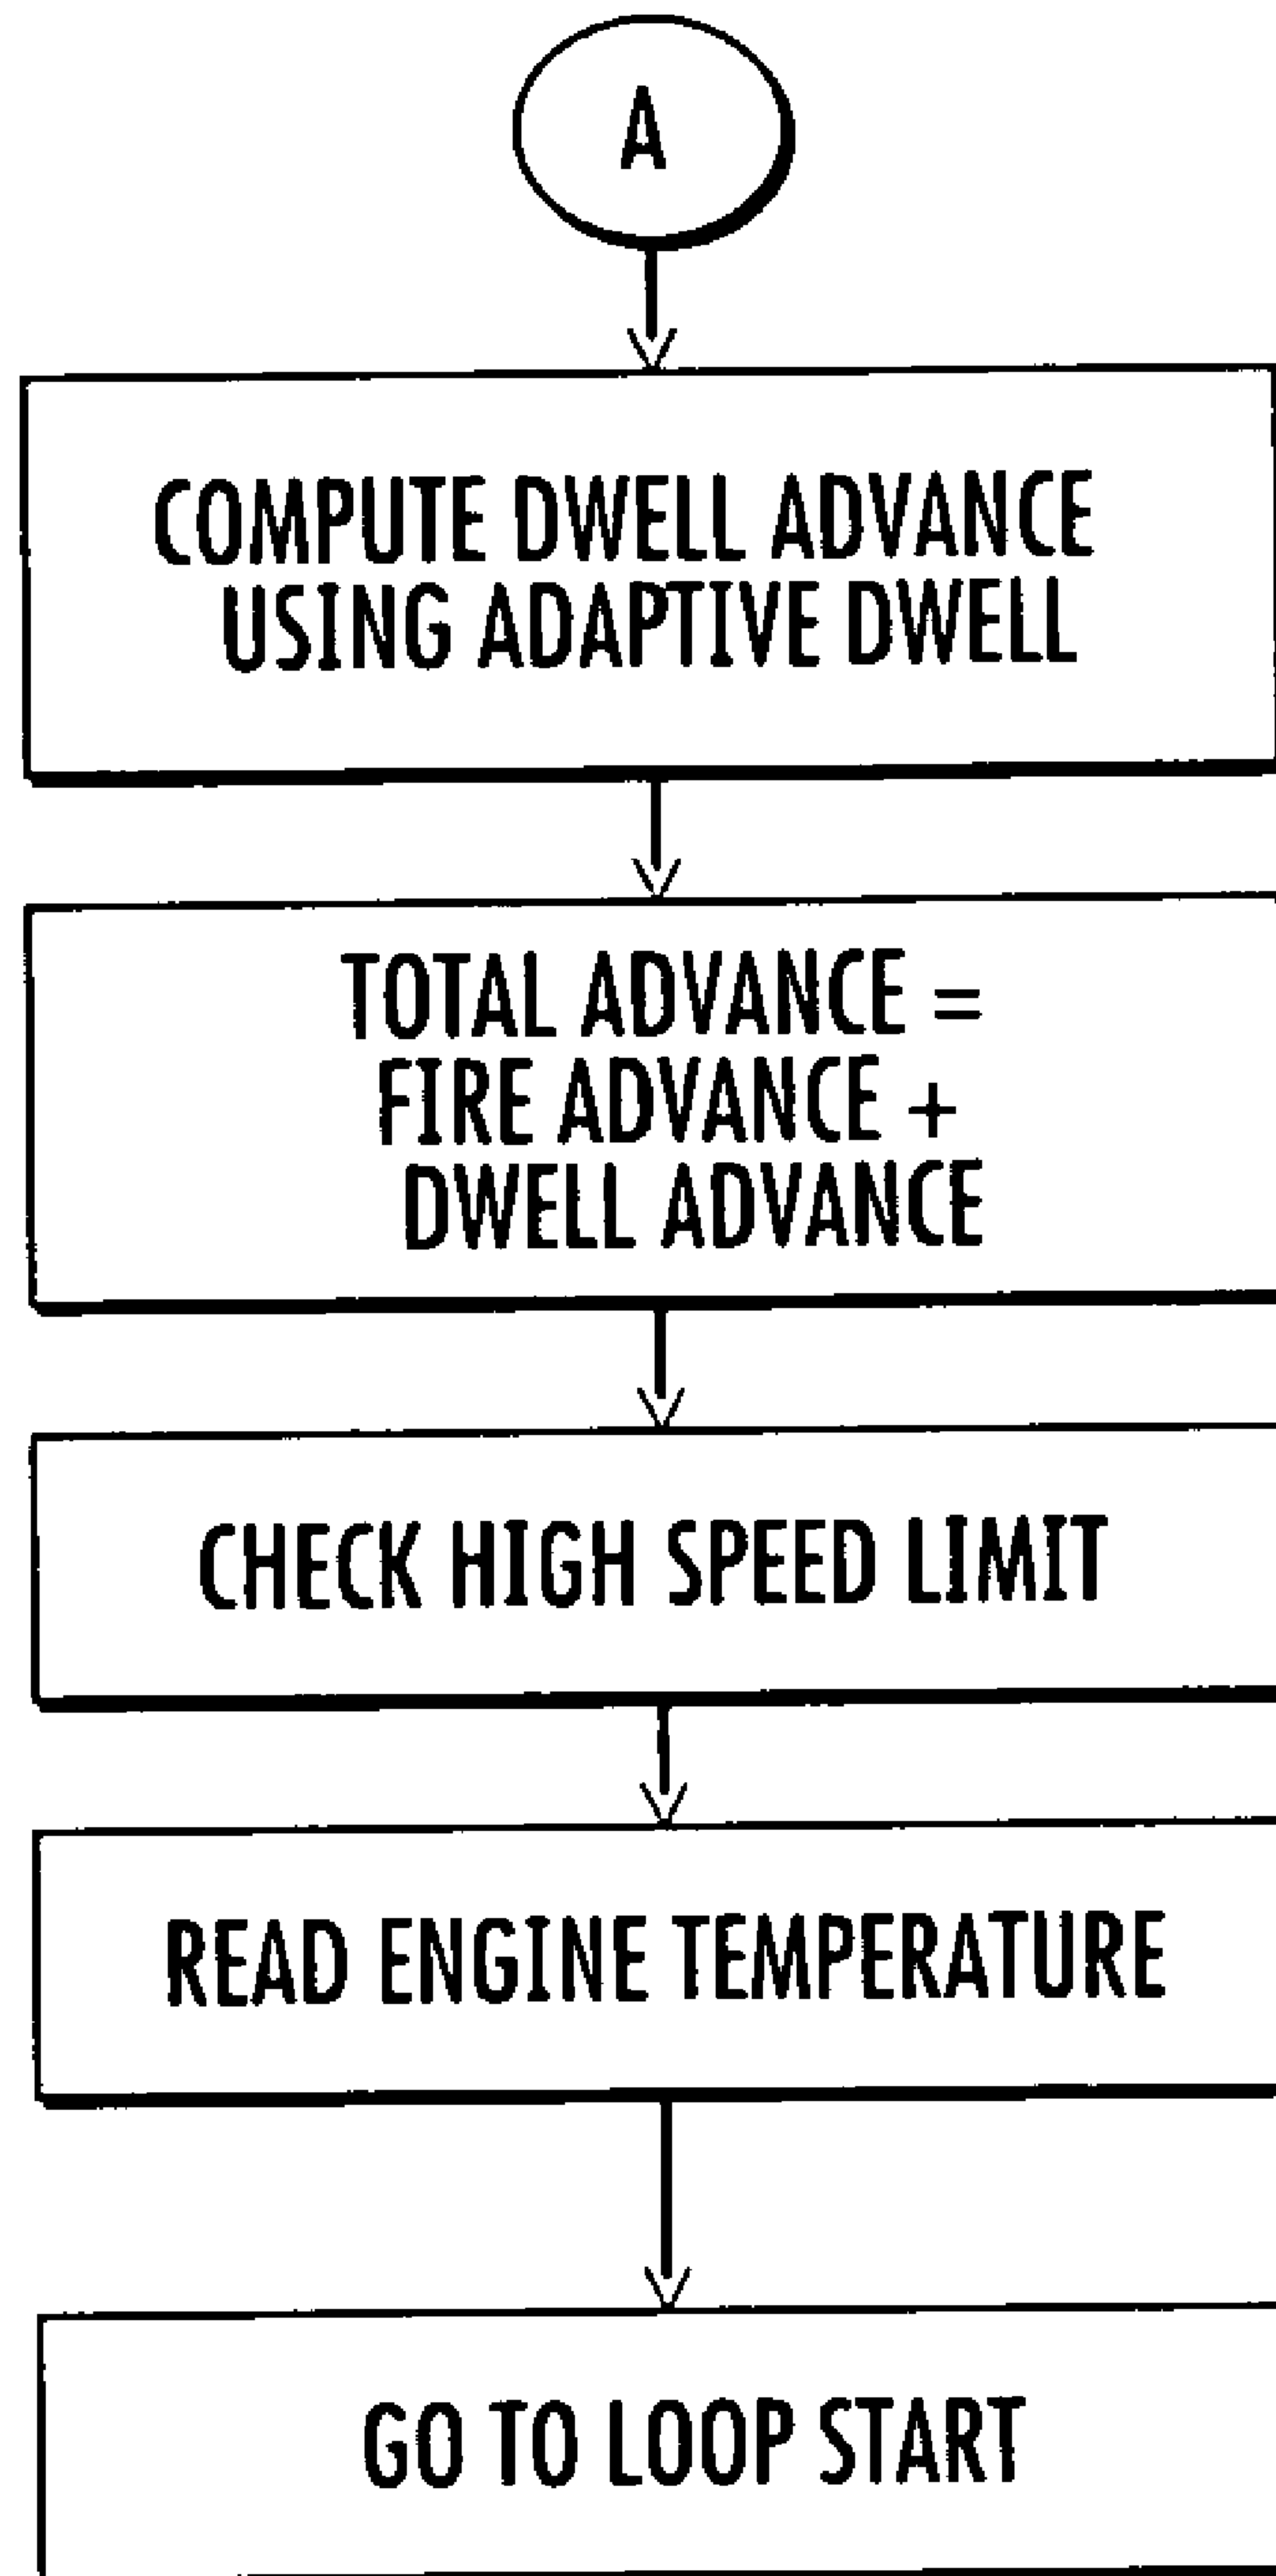 A
COMPUTE DWELL ADVANCE
USING ADAPTIVE DWELL
TOTAL ADVANCE =
FIRE ADVANCE +
DWELL ADVANCE
CHECK HIGH SPEED LIMIT
READ ENGINE TEMPERATURE
GO TO LOOP START